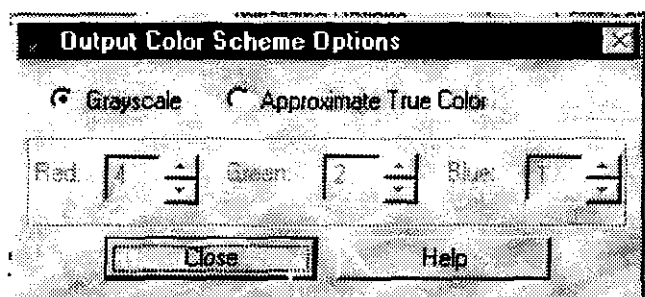 Output Color Scheme Options
Grayscale Approximate True Color
Red: 4 Green: 2 Blue: 1
Close Help